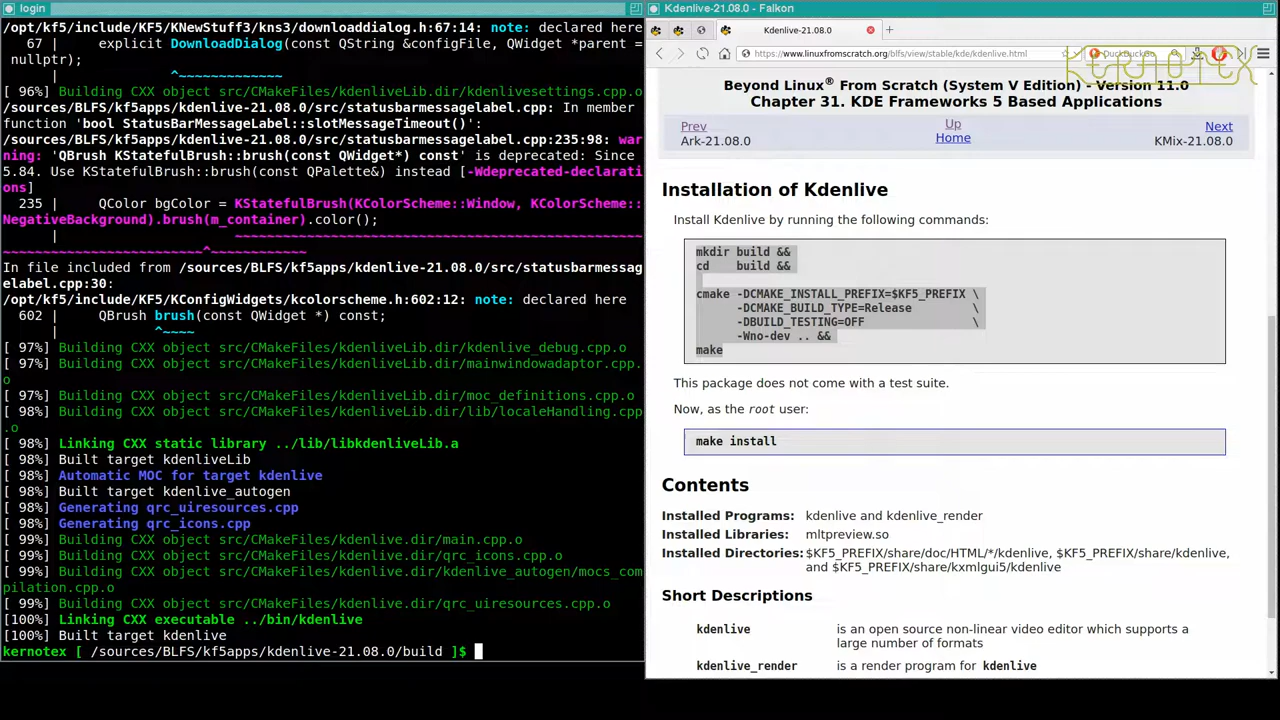 login
/opt/kf5/include/KF5/KNewStuff3/kns3/downloaddialog.h:67:14: note: declared here
67 | explicit DownloadDialog(const QString &configFile, QWidget *parent =
nullptr);
| ^~~~~~~~~~~~~~
[ 96%] Building CXX object src/CMakeFiles/kdenliveLib.dir/kdenlivesettings.cpp.o
/sources/BLFS/kf5apps/kdenlive-21.08.0/src/statusbarmessagelabel.cpp: In member
function 'bool StatusBarMessageLabel::slotMessageTimeout()':
/sources/BLFS/kf5apps/kdenlive-21.08.0/src/statusbarmessagelabel.cpp:235:98: war
ning: 'QBrush KStatefulBrush::brush(const QWidget*) const' is deprecated: Since
5.84. Use KStatefulBrush::brush(const QPalette&) instead [-Wdeprecated-declarati
ons]
235 | QColor bgColor = KStatefulBrush(KColorScheme::Window, KColorScheme::
NegativeBackground).brush(m_container).color();
| ~~~~~~~~~~~~~~~~~~~~~~~~~~~~~~~~~~~~~~~~~~~~~~~~~~~
~~~~~~~~~~~~~~~~~~~~~~~~~^~~~~~~~~~~~
In file included from /sources/BLFS/kf5apps/kdenlive-21.08.0/src/statusbarmessag
elabel.cpp:30:
/opt/kf5/include/KF5/KConfigWidgets/kcolorscheme.h:602:12: note: declared here
602 | QBrush brush(const QWidget *) const;
| ^~~~~
[ 97%] Building CXX object src/CMakeFiles/kdenliveLib.dir/kdenlive_debug.cpp.o
[ 97%] Building CXX object src/CMakeFiles/kdenliveLib.dir/mainwindowadaptor.cpp.
o
[ 97%] Building CXX object src/CMakeFiles/kdenliveLib.dir/moc_definitions.cpp.o
[ 98%] Building CXX object src/CMakeFiles/kdenliveLib.dir/lib/localeHandling.cpp
.o
[ 98%] Linking CXX static library ../lib/libkdenliveLib.a
[ 98%] Built target kdenliveLib
[ 98%] Automatic MOC for target kdenlive
[ 98%] Built target kdenlive_autogen
[ 98%] Generating qrc_uiresources.cpp
[ 98%] Generating qrc_icons.cpp
[ 99%] Building CXX object src/CMakeFiles/kdenlive.dir/main.cpp.o
[ 99%] Building CXX object src/CMakeFiles/kdenlive.dir/qrc_icons.cpp.o
[ 99%] Building CXX object src/CMakeFiles/kdenlive.dir/kdenlive_autogen/mocs_com
pilation.cpp.o
[ 99%] Building CXX object src/CMakeFiles/kdenlive.dir/qrc_uiresources.cpp.o
[100%] Linking CXX executable ../bin/kdenlive
[100%] Built target kdenlive
kernotex [ /sources/BLFS/kf5apps/kdenlive-21.08.0/build ]$
Kdenlive-21.08.0 - Falkon
Kdenlive-21.08.0
https://www.linuxfromscratch.org/blfs/view/stable/kde/kdenlive.html
DuckDuckGo
KERNOTEX
Beyond Linux® From Scratch (System V Edition) - Version 11.0
Chapter 31. KDE Frameworks 5 Based Applications
Prev Up Next
Ark-21.08.0 Home KMix-21.08.0
Installation of Kdenlive
Install Kdenlive by running the following commands:
mkdir build &&
cd build &&
cmake -DCMAKE_INSTALL_PREFIX=$KF5_PREFIX \
-DCMAKE_BUILD_TYPE=Release \
-DBUILD_TESTING=OFF \
-Wno-dev .. &&
make
This package does not come with a test suite.
Now, as the root user:
make install
Contents
Installed Programs: kdenlive and kdenlive_render
Installed Libraries: mltpreview.so
Installed Directories: $KF5_PREFIX/share/doc/HTML/*/kdenlive, $KF5_PREFIX/share/kdenlive,
and $KF5_PREFIX/share/kxmlgui5/kdenlive
Short Descriptions
kdenlive is an open source non-linear video editor which supports a
large number of formats
kdenlive_render is a render program for kdenlive